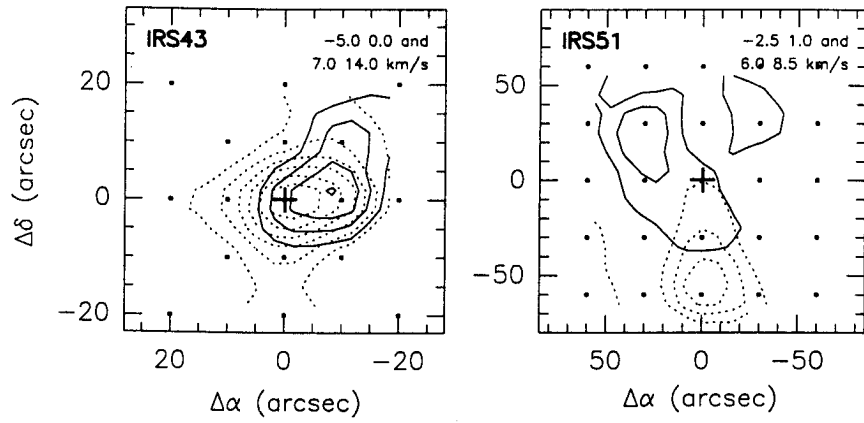 IRS43
−5.0 0.0 and
7.0 14.0 km/s
20
0
−20
Δδ (arcsec)
20
0
−20
Δα (arcsec)
IRS51
−2.5 1.0 and
6.0 8.5 km/s
50
0
−50
50
0
−50
Δα (arcsec)